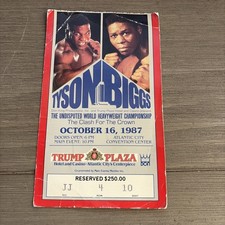 TYSON BIGGS
THE UNDISPUTED WORLD HEAVYWEIGHT CHAMPIONSHIP
The Clash For The Crown
OCTOBER 16, 1987
DOORS OPEN: 6 PM
MAIN EVENT: 10 PM
ATLANTIC CITY
CONVENTION CENTER
TRUMP PLAZA
Hotel and Casino • Atlantic City's Centerpiece
RESERVED $250.00
JJ 4 10